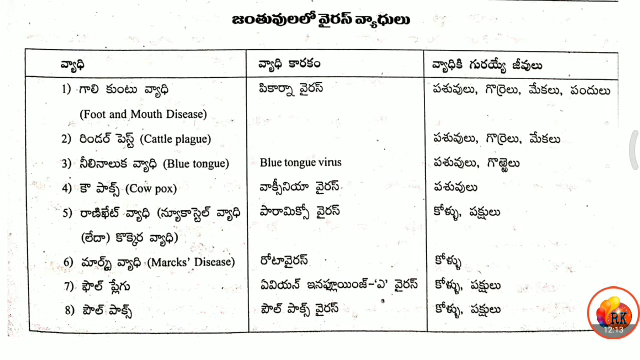 జంతువులలో వైరస్ వ్యాధులు
వ్యాధి వ్యాధి కారకం వ్యాధికి గురయ్యే జీవులు
1) గాలి కుంటు వ్యాధి పికార్నా వైరస్ పశువులు, గొర్రెలు, మేకలు, పందులు
(Foot and Mouth Disease)
2) రిండర్ పెస్ట్ (Cattle plague) పశువులు, గొర్రెలు, మేకలు
3) నీలినాలుక వ్యాధి (Blue tongue) Blue tongue virus పశువులు, గొఱ్ఱెలు
4) కౌ పాక్స్ (Cow pox) వాక్సీనియా వైరస్ పశువులు
5) రాణిఖేట్ వ్యాధి (న్యూకాస్టెల్ వ్యాధి పారామిక్సో వైరస్ కోళ్ళు, పక్షులు
(లేదా) కొక్కెర వ్యాధి)
6) మార్క్స్ వ్యాధి (Marcks' Disease) రోటావైరస్ కోళ్ళు
7) ఫౌల్ ప్లేగు ఏవియన్ ఇనఫ్లూయింజ్-'ఎ' వైరస్ కోళ్ళు, పక్షులు
8) ఫౌల్ పాక్స్ ఫౌల్ పాక్స్ వైరస్ కోళ్ళు, పక్షులు
RK
12:13